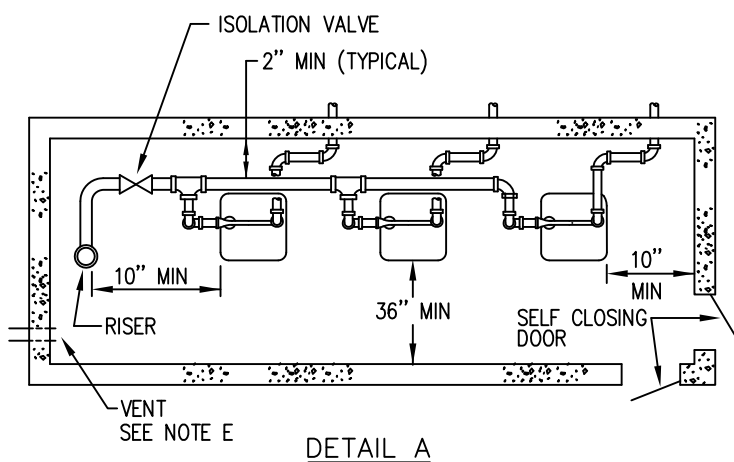 ISOLATION VALVE
2” MIN (TYPICAL)
10” MIN
36” MIN
10”
MIN
RISER
SELF CLOSING
DOOR
VENT
SEE NOTE E
DETAIL A